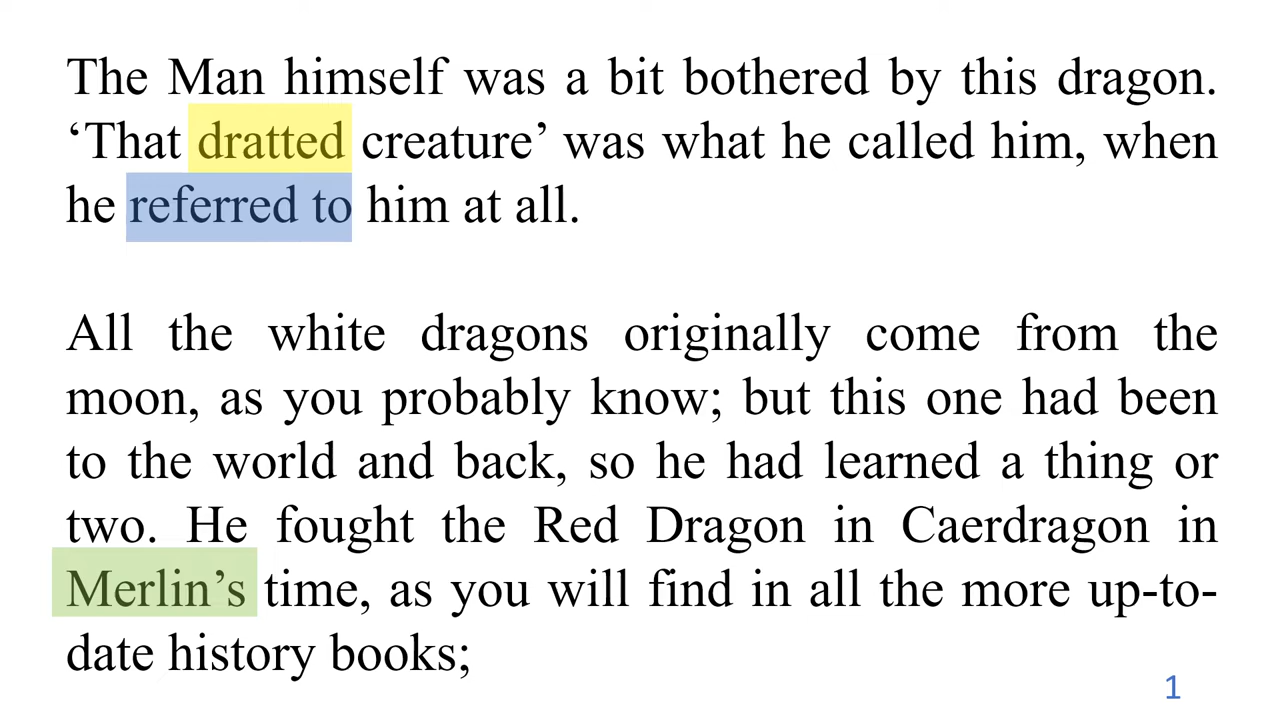 The Man himself was a bit bothered by this dragon.
‘That dratted creature’ was what he called him, when
he referred to him at all.
All the white dragons originally come from the
moon, as you probably know; but this one had been
to the world and back, so he had learned a thing or
two. He fought the Red Dragon in Caerdragon in
Merlin’s time, as you will find in all the more up-to-
date history books;
1